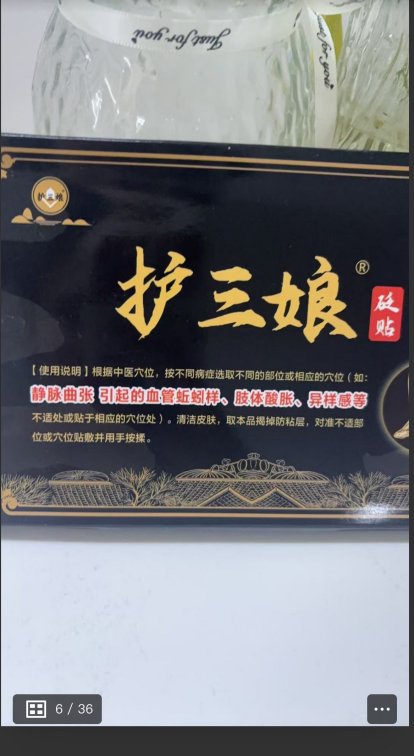 Just for you
for you
护三娘
护三娘®
砭贴
【使用说明】根据中医穴位，按不同病症选取不同的部位或相应的穴位（如：
静脉曲张 引起的血管蚯蚓样、肢体酸胀、异样感等
不适处或贴于相应的穴位处）。清洁皮肤，取本品揭掉防粘层，对准不适部
位或穴位贴敷并用手按揉。
6 / 36